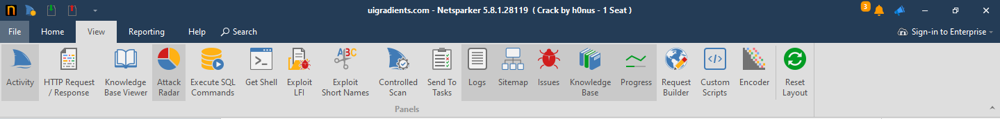 uigradients.com - Netsparker 5.8.1.28119 ( Crack by h0nus - 1 Seat )
3
File Home View Reporting Help Search
Sign-in to Enterprise
ABC
Activity
HTTP Request
/ Response
Knowledge
Base Viewer
Attack
Radar
Execute SQL
Commands
Get Shell
Exploit
LFI
Exploit
Short Names
Controlled
Scan
Send To
Tasks
Logs
Sitemap
Issues
Knowledge
Base
Progress
Request
Builder
Custom
Scripts
Encoder
Reset
Layout
Panels